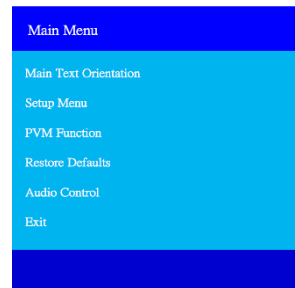 Main Menu
Main Text Orientation
Setup Menu
PVM Function
Restore Defaults
Audio Control
Exit